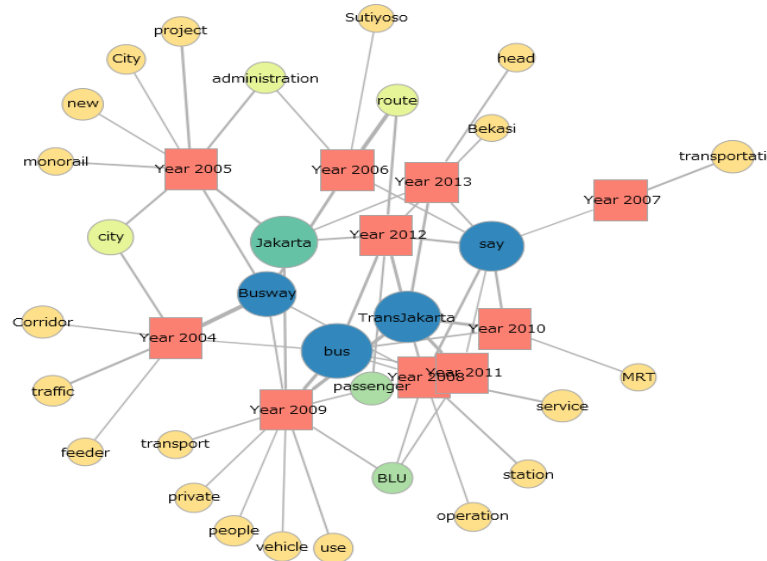 Sutiyoso
project
City
head
administration
new
route
Bekasi
monorail
Year 2005
Year 2006
Year 2013
transportati
Year 2007
city
Jakarta
Year 2012
say
Busway
TransJakarta
Corridor
Year 2004
bus
Year 2010
Year 2008
Year 2011
MRT
traffic
passenger
Year 2009
service
transport
feeder
BLU
station
private
operation
people
vehicle
use